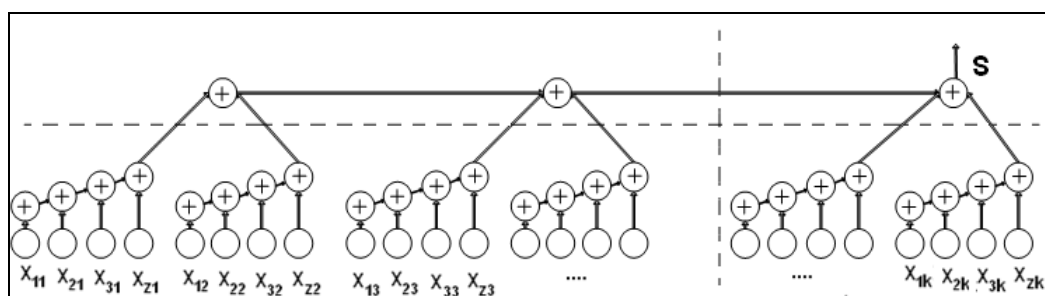 S
+ + +
+ + + + + + + + + + + + + + + + + + + + + + + +
X11 X21 X31 XZ1 X12 X22 X32 XZ2 X13 X23 X33 XZ3 .... .... X1k X2k X3k XZk